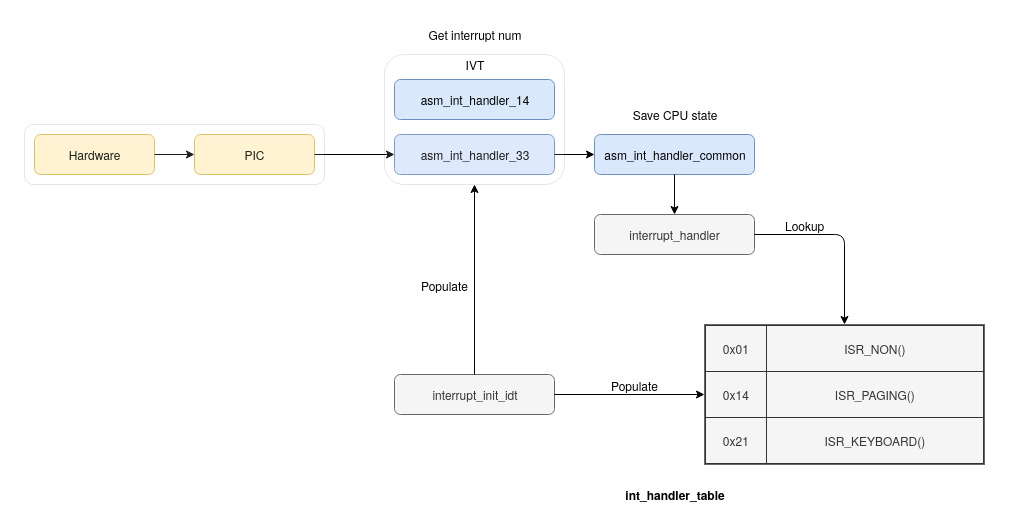 Get interrupt num
IVT
asm_int_handler_14
Save CPU state
Hardware
PIC
asm_int_handler_33
asm_int_handler_common
interrupt_handler
Lookup
Populate
0x01 ISR_NON()
interrupt_init_idt
Populate
0x14 ISR_PAGING()
0x21 ISR_KEYBOARD()
int_handler_table